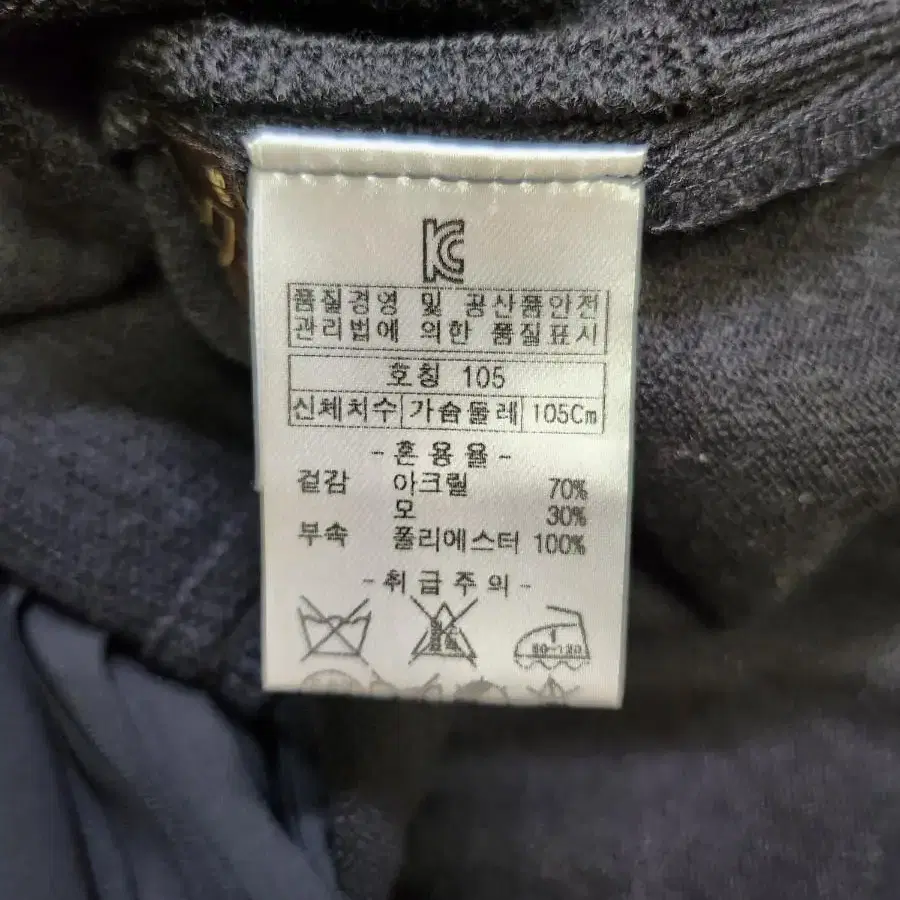 KC
품질경영 및 공산품안전
관리법에 의한 품질표시
호칭 105
신체치수 가슴둘레 105Cm
-혼용율-
겉감 아크릴 70%
모 30%
부속 폴리에스터 100%
-취급주의-
80-120